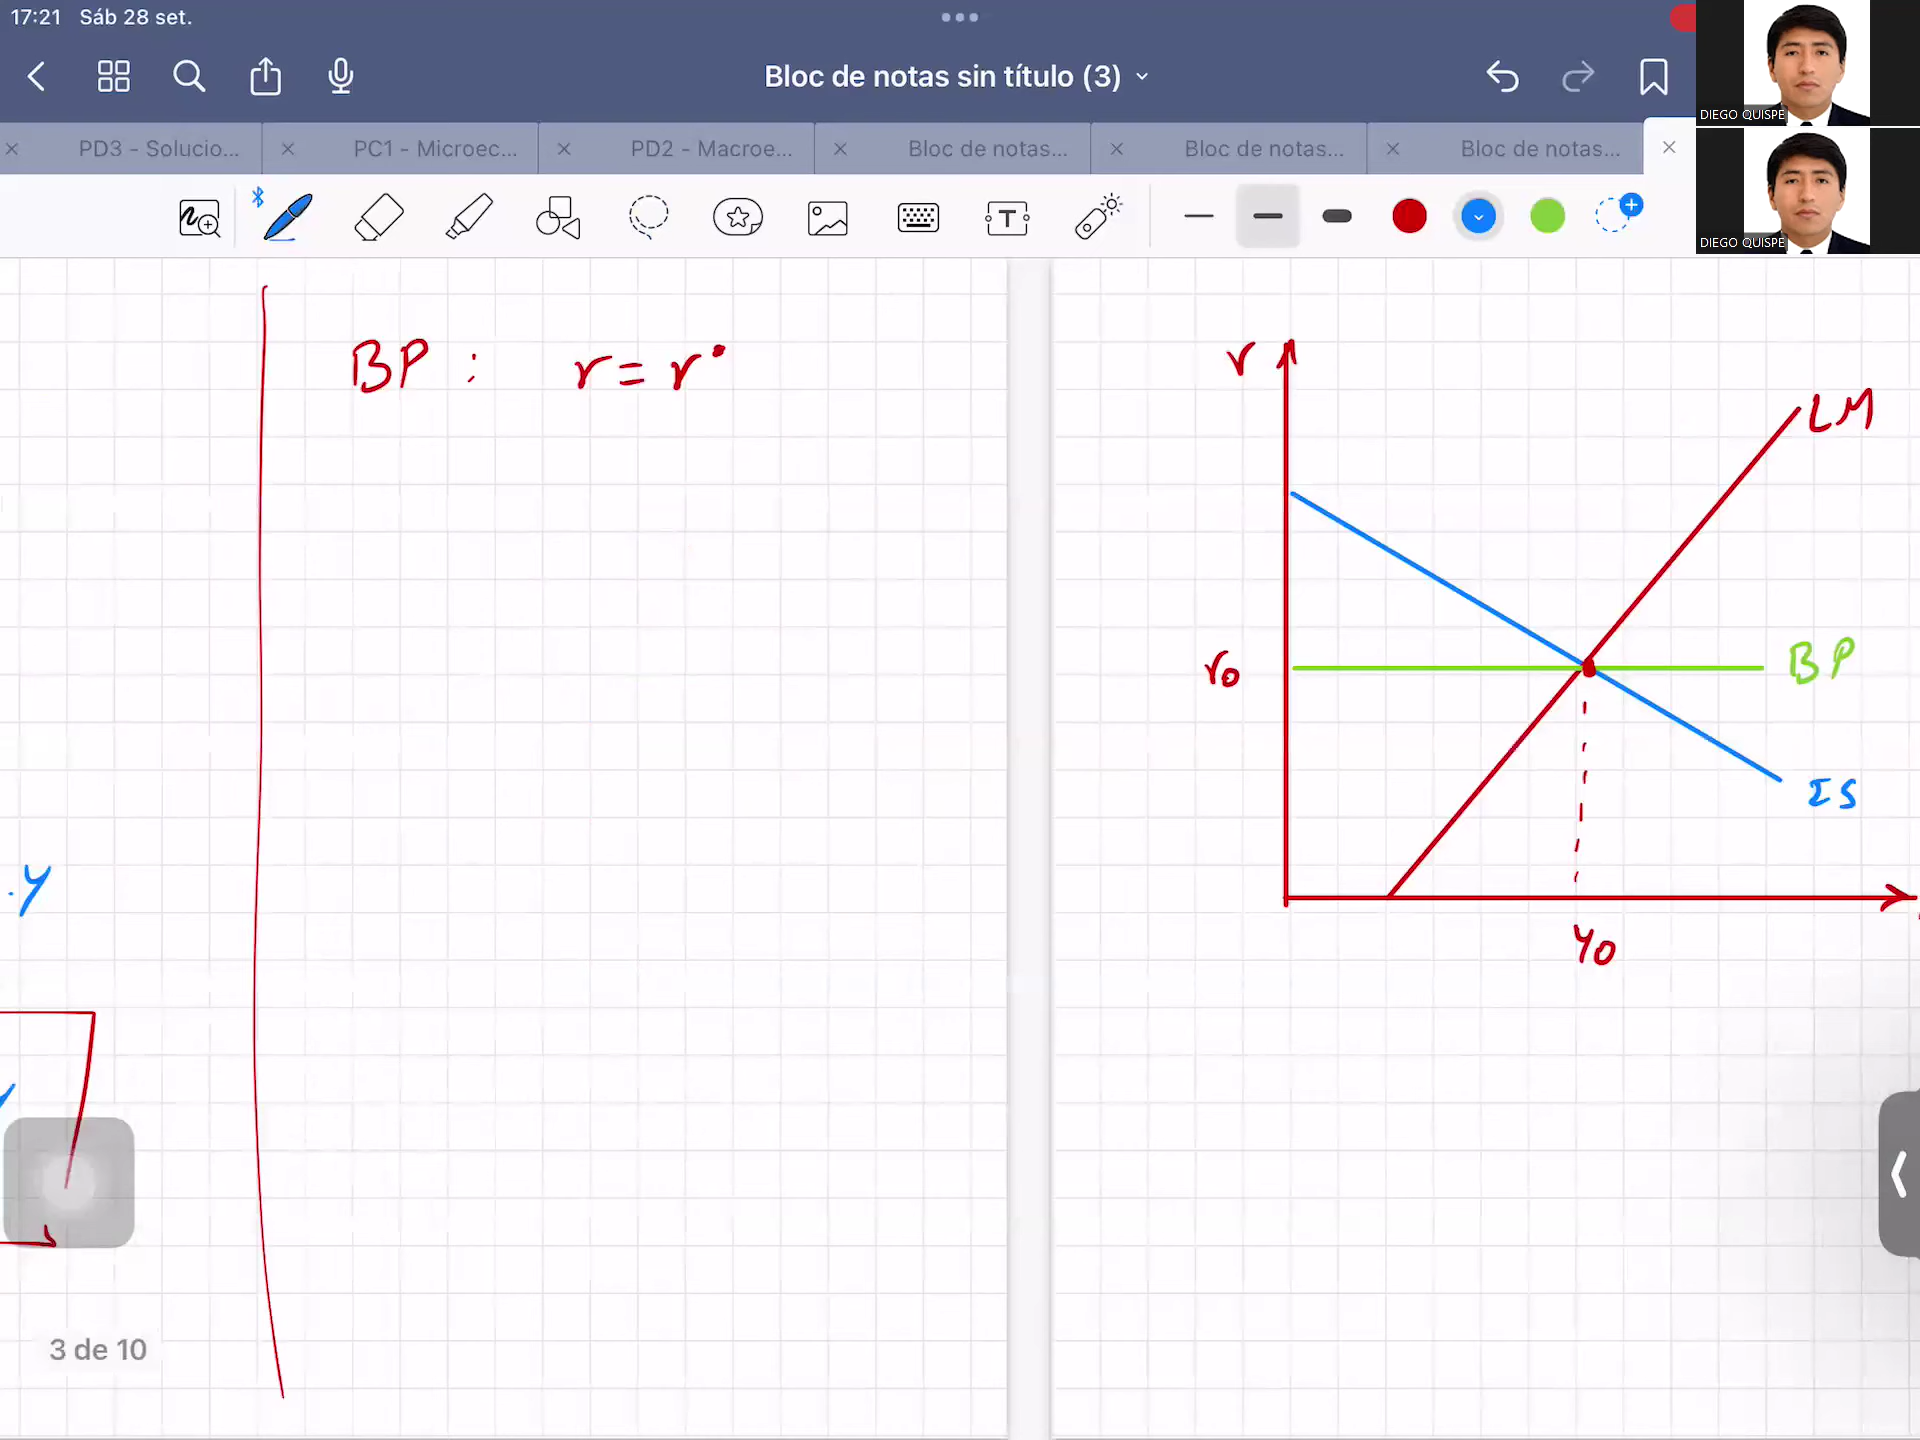 17:21 Sáb 28 set.
Bloc de notas sin título (3)
DIEGO QUISPE
PD3 - Solucio...
PC1 - Microec...
PD2 - Macroe...
Bloc de notas...
Bloc de notas...
Bloc de notas...
DIEGO QUISPE
BP : r = r•
r
LM
r0
BP
IS
.Y
Y0
3 de 10